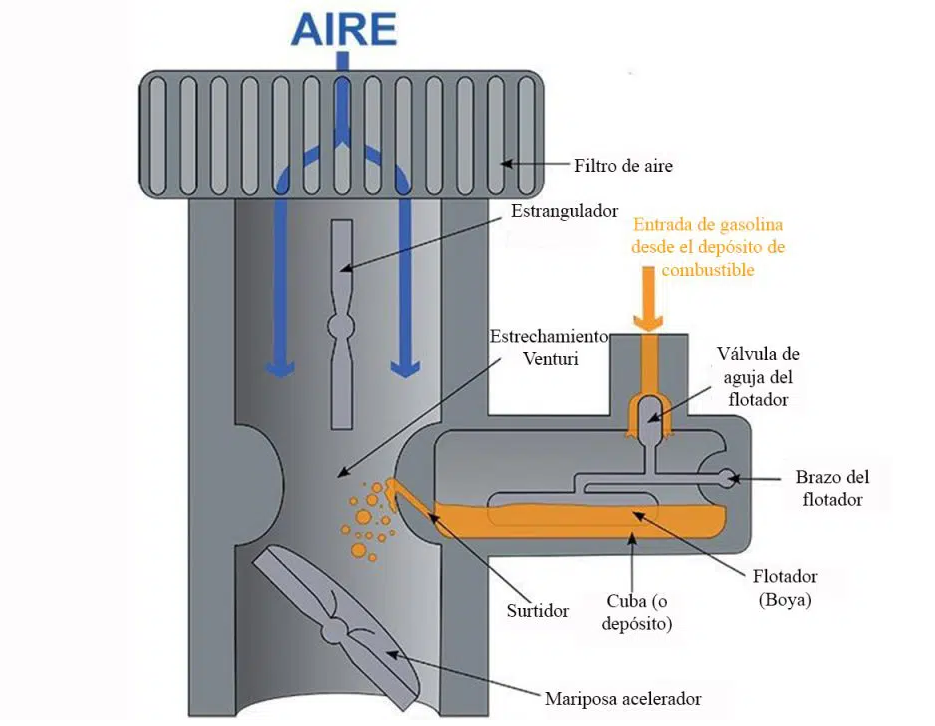 AIRE
Filtro de aire
Estrangulador
Entrada de gasolina
desde el depósito de
combustible
Estrechamiento
Venturi
Válvula de
aguja del
flotador
Brazo del
flotador
Flotador
(Boya)
Cuba (o
depósito)
Surtidor
Mariposa acelerador